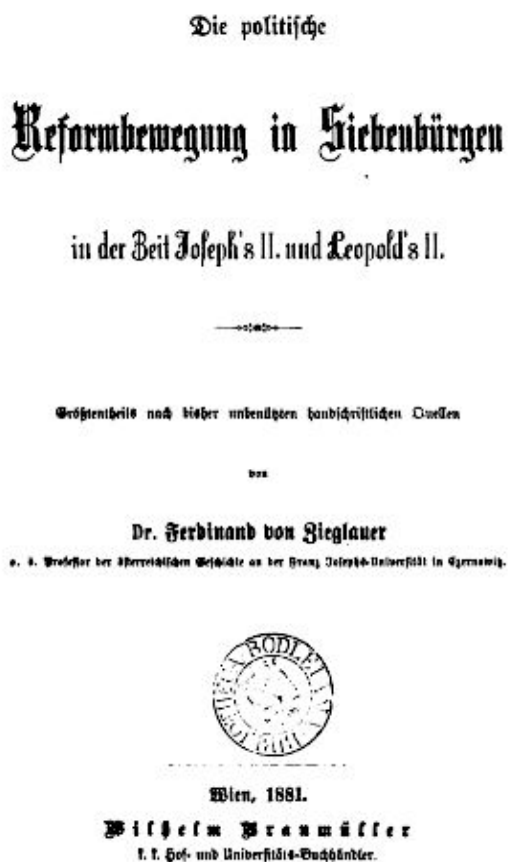 Die politische
Reformbewegung in Siebenbürgen
in der Zeit Joseph's II. und Leopold's II.
Größtentheils nach bisher unbenützten handschriftlichen Quellen
von
Dr. Ferdinand von Zieglauer
o. ö. Professor der österreichischen Geschichte an der Franz Josephs-Universität in Czernowitz.
BODLEIANA
Wien, 1881.
Wilhelm Braumüller
k. k. Hof- und Universitäts-Buchhändler.